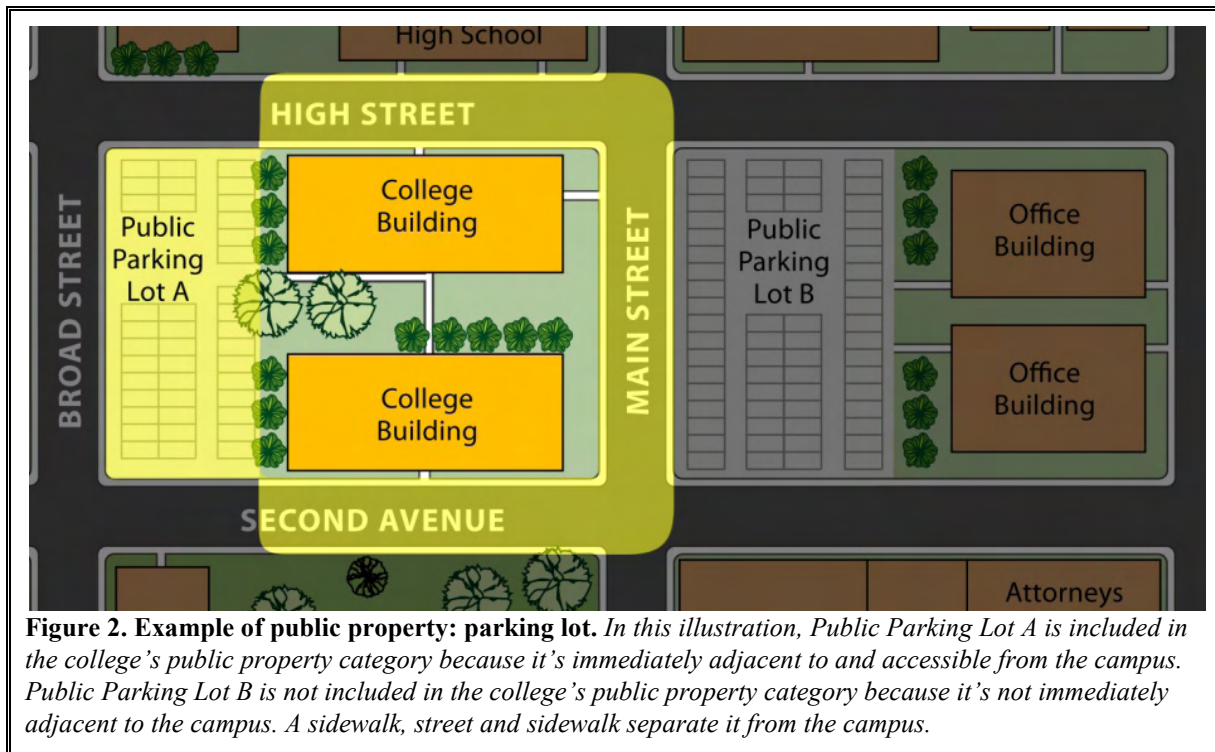 High School
HIGH STREET
BROAD STREET
Public
Parking
Lot A
College
Building
MAIN STREET
Public
Parking
Lot B
Office
Building
College
Building
Office
Building
SECOND AVENUE
Attorneys
Figure 2. Example of public property: parking lot. In this illustration, Public Parking Lot A is included in
the college’s public property category because it’s immediately adjacent to and accessible from the campus.
Public Parking Lot B is not included in the college’s public property category because it’s not immediately
adjacent to the campus. A sidewalk, street and sidewalk separate it from the campus.